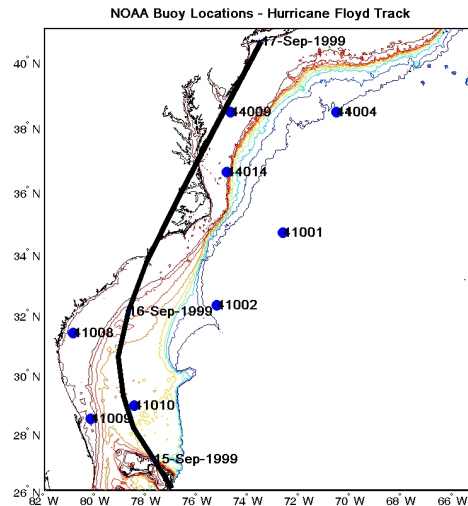 NOAA Buoy Locations - Hurricane Floyd Track
17-Sep-1999
40° N
44009
44004
38° N
44014
36° N
41001
34° N
41002
16-Sep-1999
32° N
41008
30° N
41010
41009
28° N
15-Sep-1999
26° N
82° W 80° W 78° W 76° W 74° W 72° W 70° W 68° W 66° W